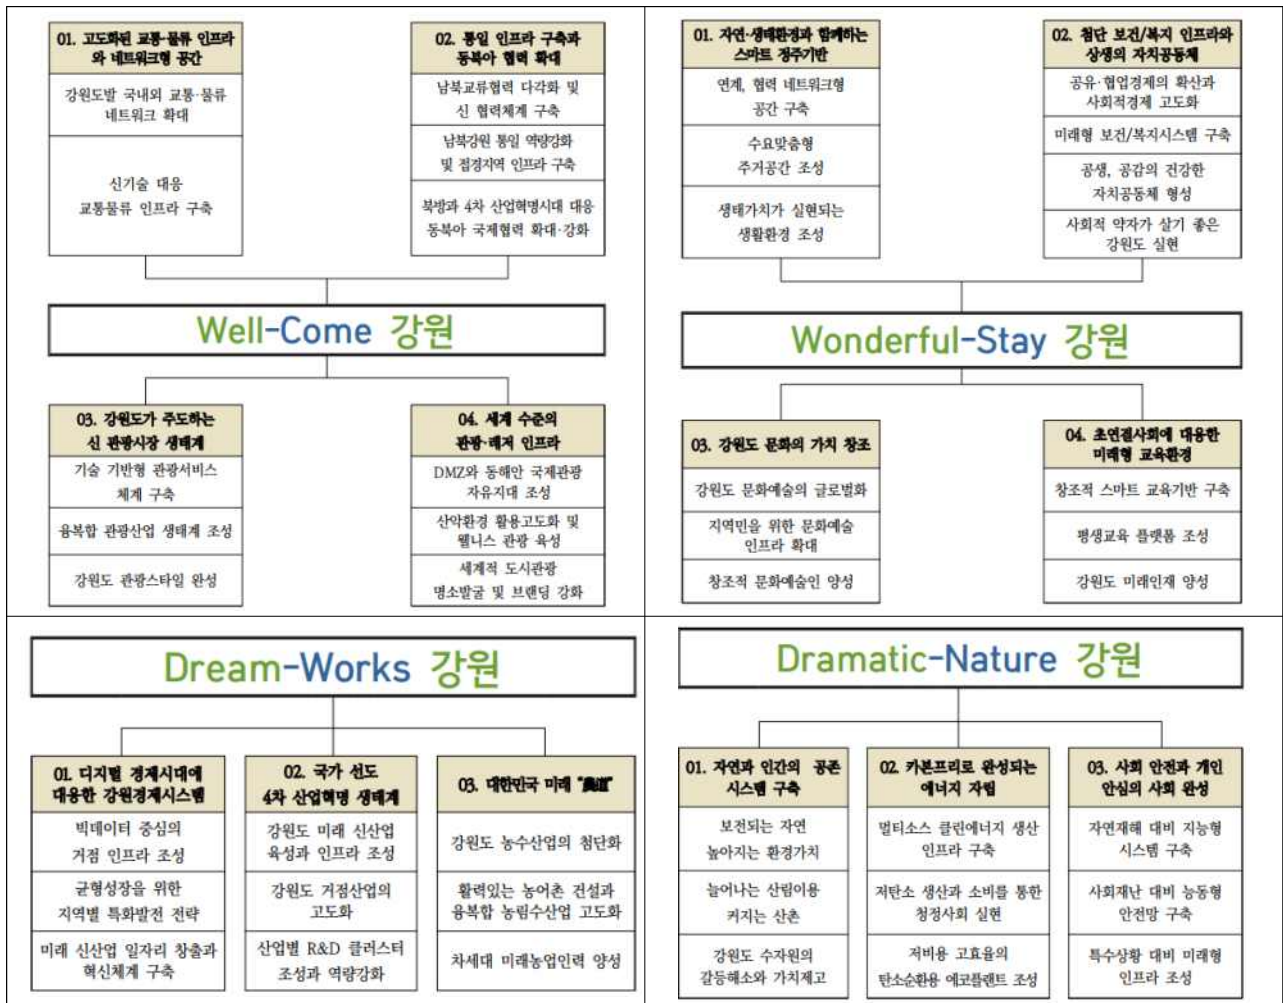 01. 고도화된 교통·물류 인프라
와 네트워크형 공간
강원도발 국내외 교통·물류
네트워크 확대
신기술 대응
교통물류 인프라 구축
02. 통일 인프라 구축과
동북아 협력 확대
남북교류협력 다각화 및
신 협력체계 구축
남북강원 통일 역량강화
및 접경지역 인프라 구축
북방과 4차 산업혁명시대 대응
동북아 국제협력 확대·강화
Well-Come 강원
03. 강원도가 주도하는
신 관광시장 생태계
기술 기반형 관광서비스
체계 구축
융복합 관광산업 생태계 조성
강원도 관광스타일 완성
04. 세계 수준의
관광·레저 인프라
DMZ와 동해안 국제관광
자유지대 조성
산악환경 활용고도화 및
웰니스 관광 육성
세계적 도시관광
명소발굴 및 브랜딩 강화
01. 자연·생태환경과 함께하는
스마트 정주기반
연계, 협력 네트워크형
공간 구축
수요맞춤형
주거공간 조성
생태가치가 실현되는
생활환경 조성
02. 첨단 보건/복지 인프라와
상생의 자치공동체
공유·협업경제의 확산과
사회적경제 고도화
미래형 보건/복지시스템 구축
공생, 공감의 건강한
자치공동체 형성
사회적 약자가 살기 좋은
강원도 실현
Wonderful-Stay 강원
03. 강원도 문화의 가치 창조
강원도 문화예술의 글로벌화
지역민을 위한 문화예술
인프라 확대
창조적 문화예술인 양성
04. 초연결사회에 대응한
미래형 교육환경
창조적 스마트 교육기반 구축
평생교육 플랫폼 조성
강원도 미래인재 양성
Dream-Works 강원
01. 디지털 경제시대에
대응한 강원경제시스템
빅데이터 중심의
거점 인프라 조성
균형성장을 위한
지역별 특화발전 전략
미래 신산업 일자리 창출과
혁신체계 구축
02. 국가 선도
4차 산업혁명 생태계
강원도 미래 신산업
육성과 인프라 조성
강원도 거점산업의
고도화
산업별 R&D 클러스터
조성과 역량강화
03. 대한민국 미래
강원도 농수산업의 첨단화
활력있는 농어촌 건설과
융복합 농림수산업 고도화
차세대 미래농업인력 양성
Dramatic-Nature 강원
01. 자연과 인간의 공존
시스템 구축
보전되는 자연
높아지는 환경가치
늘어나는 산림이용
커지는 산촌
강원도 수자원의
갈등해소와 가치제고
02. 카본프리로 완성되는
에너지 자립
멀티소스 클린에너지 생산
인프라 구축
저탄소 생산과 소비를 통한
청정사회 실현
저비용 고효율의
탄소순환용 에코플랜트 조성
03. 사회 안전과 개인
안심의 사회 완성
자연재해 대비 지능형
시스템 구축
사회재난 대비 능동형
안전망 구축
특수상황 대비 미래형
인프라 조성